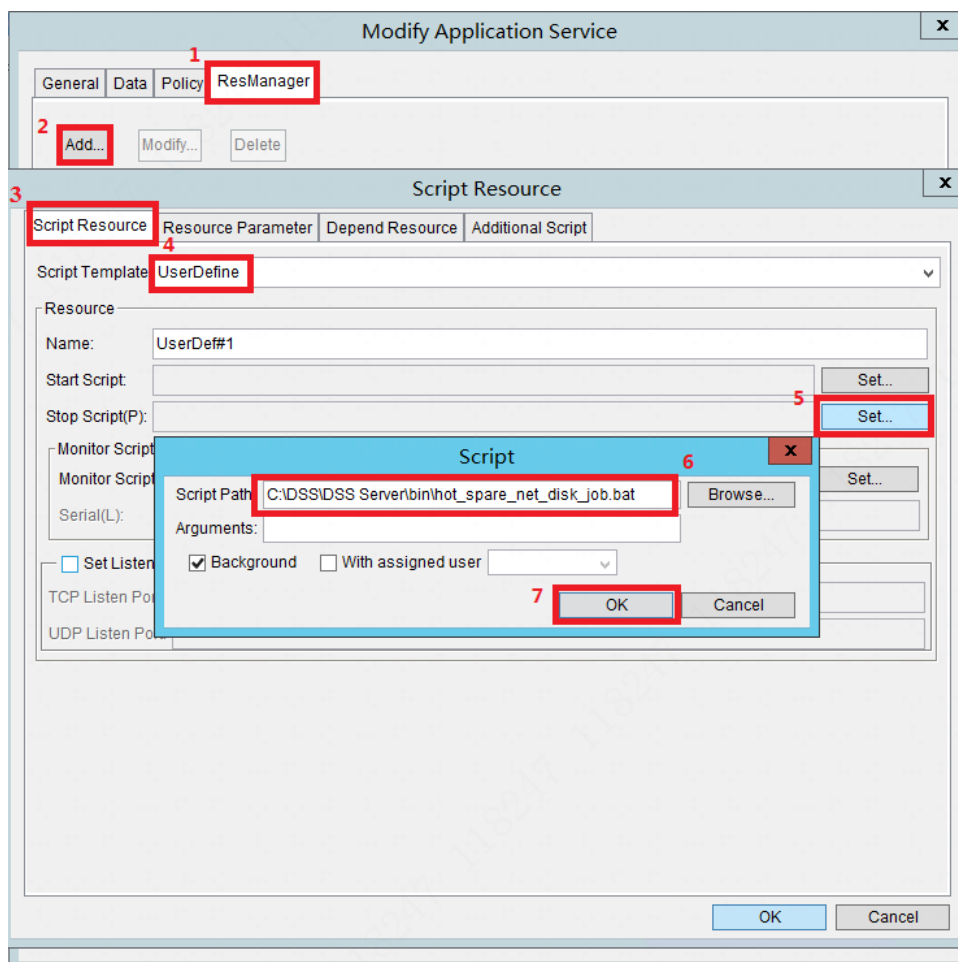 Modify Application Service
x
1
General Data Policy ResManager
2
Add... Modify... Delete
Script Resource
x
3
Script Resource Resource Parameter Depend Resource Additional Script
4
Script Template UserDefine
Resource
Name: UserDef#1
Start Script: Set...
5
Stop Script(P): Set...
Monitor Script
Script
x
6
Monitor Script Set...
Script Path C:\DSS\DSS Server\bin\hot_spare_net_disk_job.bat Browse...
Serial(L):
Arguments:
Set Listen
Background With assigned user
TCP Listen Por
7
OK Cancel
UDP Listen Po
OK Cancel